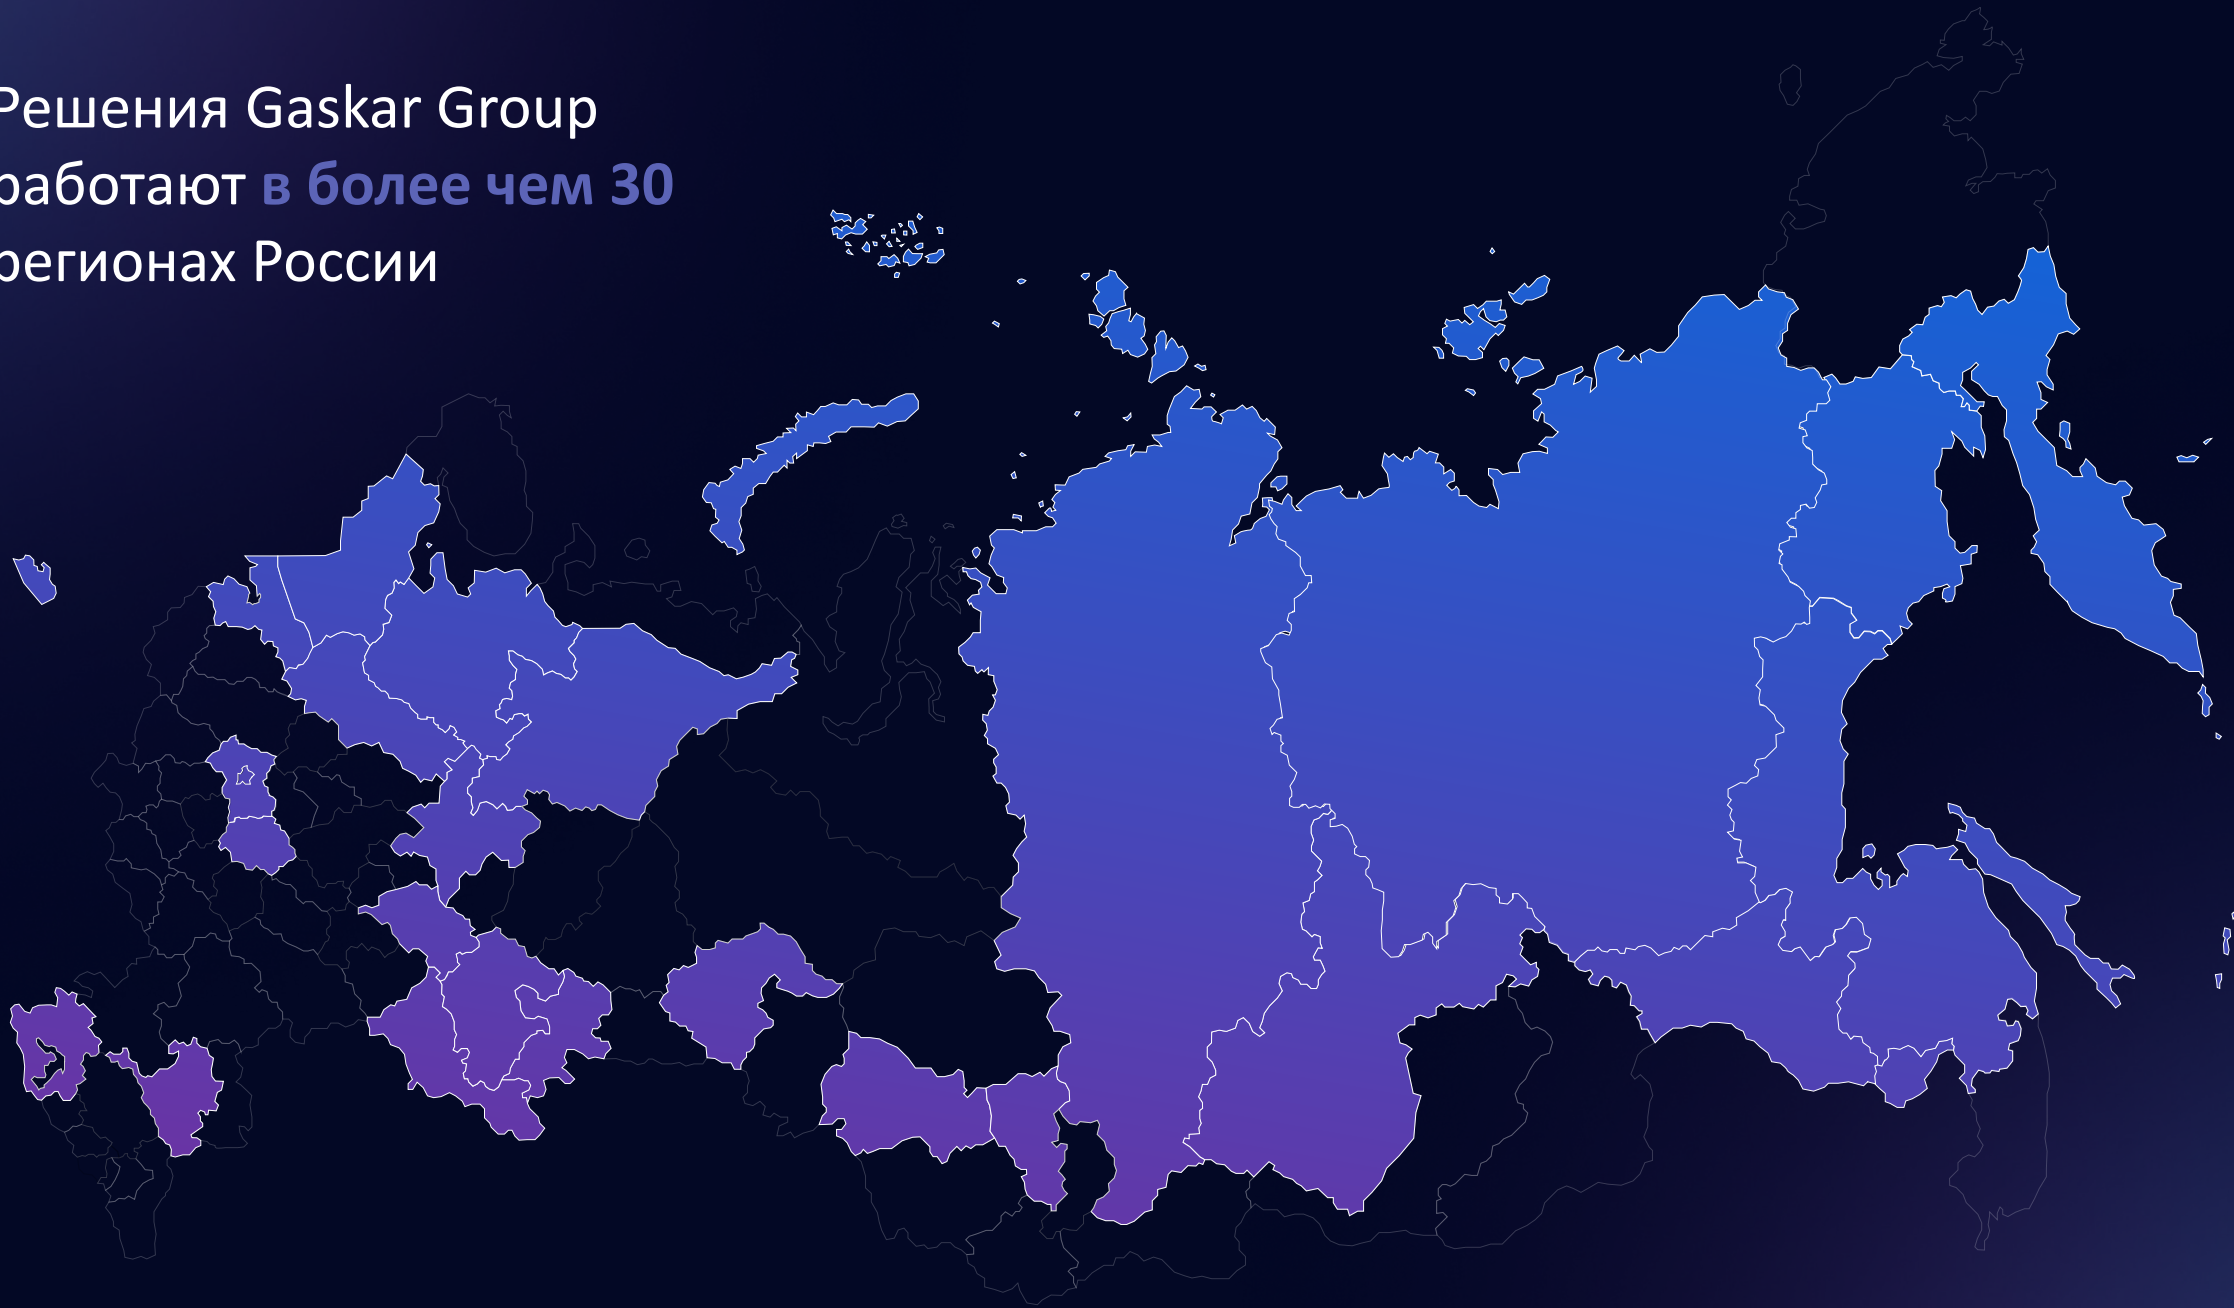 Решения Gaskar Group
работают в более чем 30
регионах России